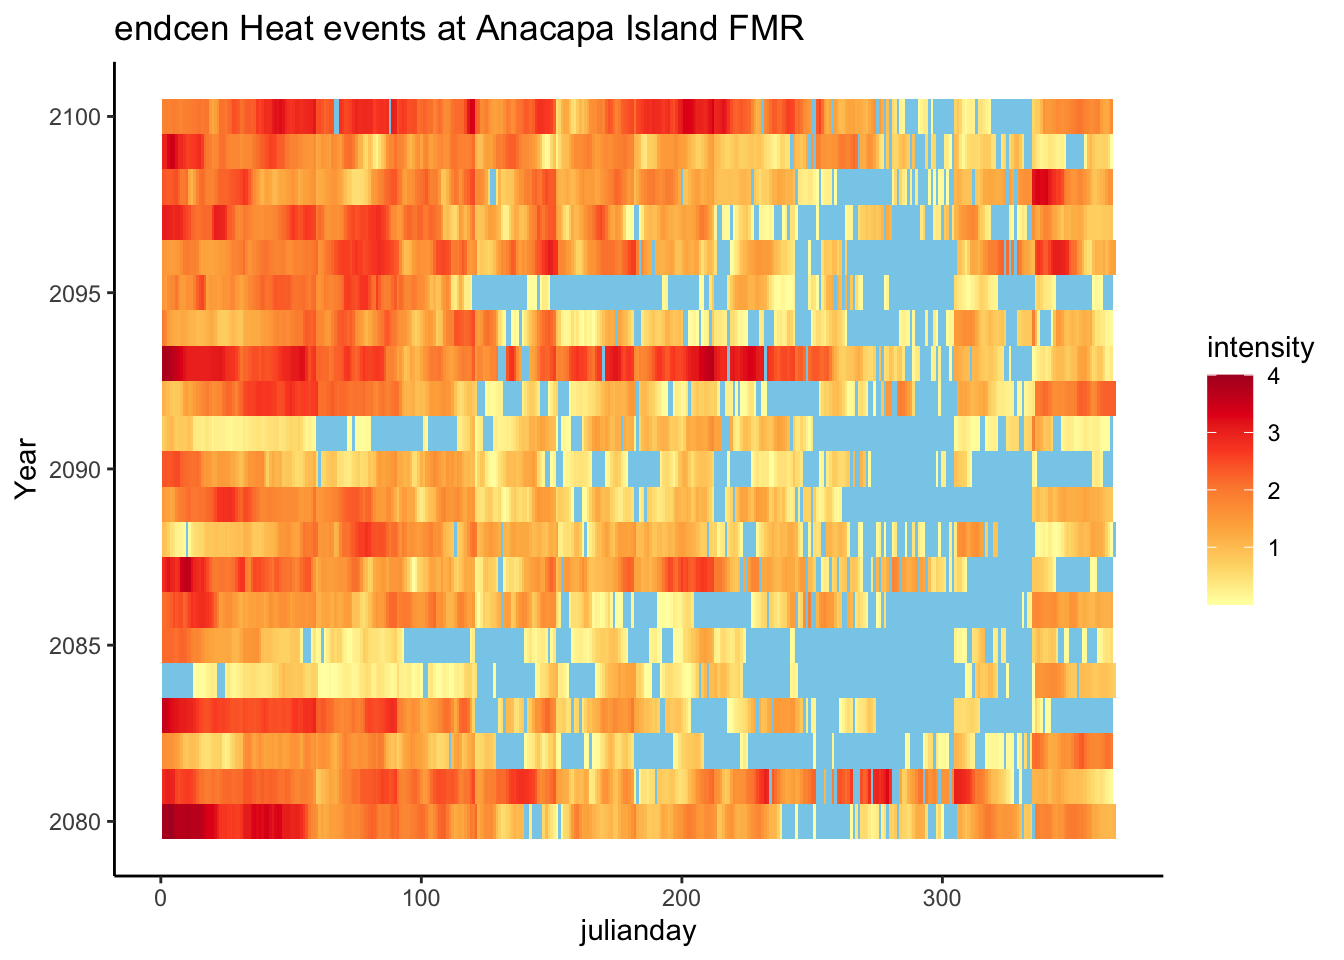 endcen Heat events at Anacapa Island FMR
Year
2100
2095
2090
2085
2080
0 100 200 300
julianday
intensity
4
3
2
1